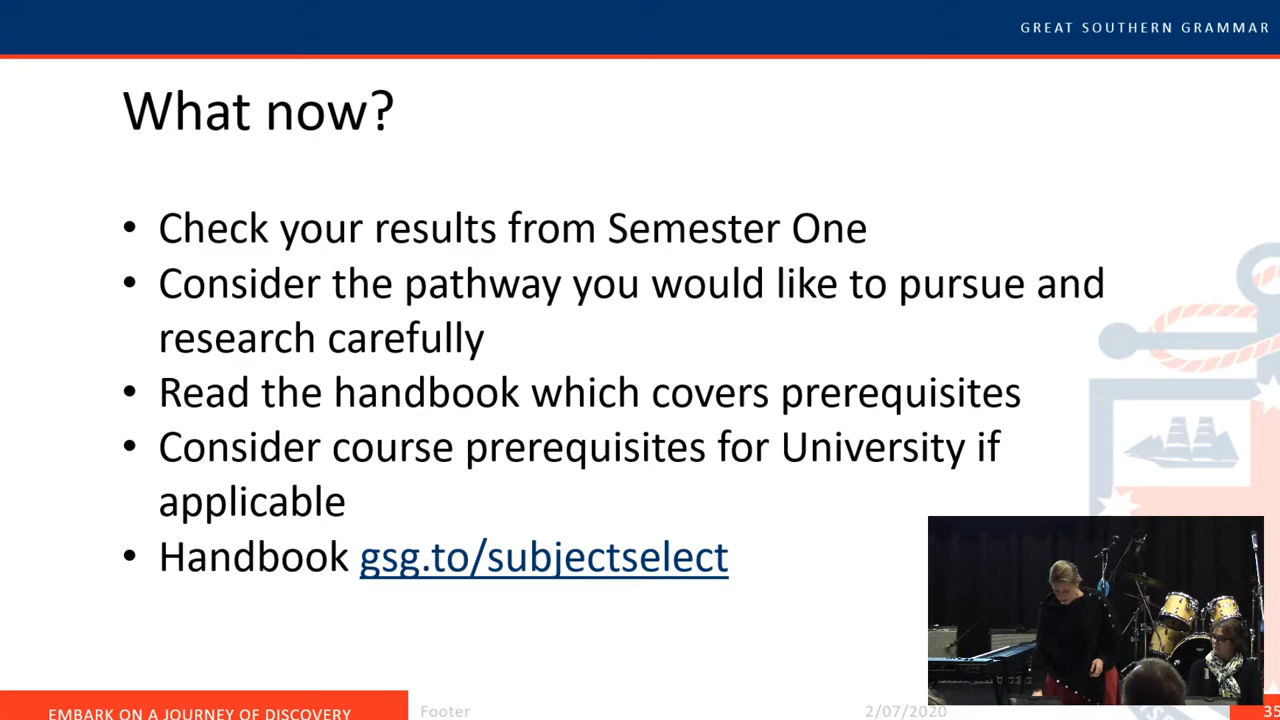 GREAT SOUTHERN GRAMMAR
What now?
• Check your results from Semester One
• Consider the pathway you would like to pursue and
research carefully
• Read the handbook which covers prerequisites
• Consider course prerequisites for University if
applicable
• Handbook gsg.to/subjectselect
EMBARK ON A JOURNEY OF DISCOVERY
Footer
2/07/2020
35